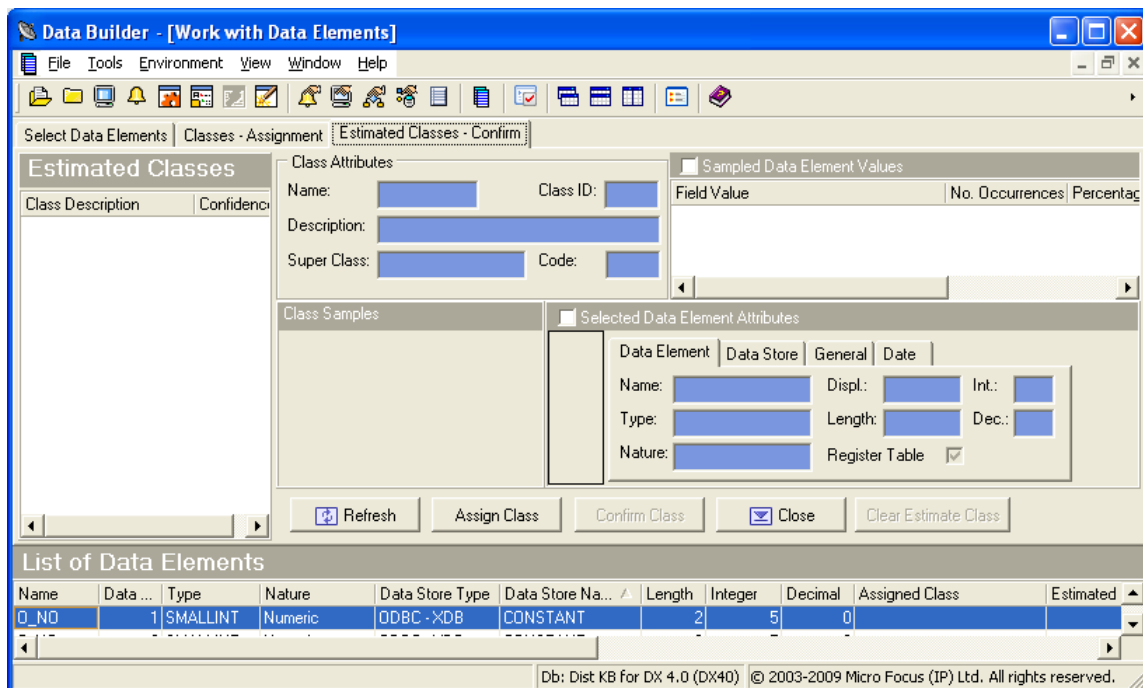 Data Builder - [Work with Data Elements]
File Tools Environment View Window Help
Select Data Elements Classes - Assignment Estimated Classes - Confirm
Estimated Classes
Class Description Confidenc
Class Attributes
Name: Class ID:
Description:
Super Class: Code:
Sampled Data Element Values
Field Value No. Occurrences Percentag
Class Samples
Selected Data Element Attributes
Data Element Data Store General Date
Name: Displ.: Int.:
Type: Length: Dec.:
Nature: Register Table
Refresh Assign Class Confirm Class Close Clear Estimate Class
List of Data Elements
Name Data ... Type Nature Data Store Type Data Store Na... Length Integer Decimal Assigned Class Estimated
O_NO 1 SMALLINT Numeric ODBC - XDB CONSTANT 2 5 0
Db: Dist KB for DX 4.0 (DX40) © 2003-2009 Micro Focus (IP) Ltd. All rights reserved.